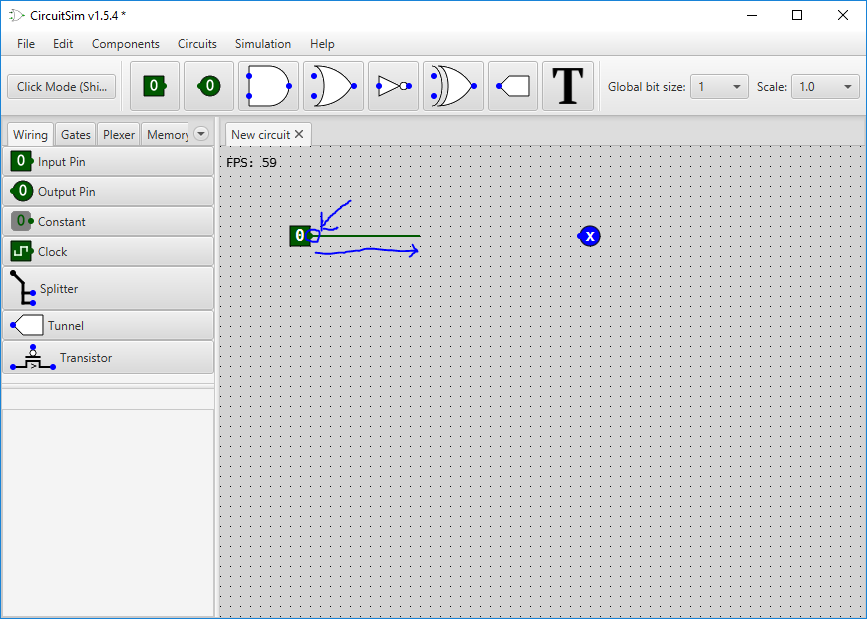 CircuitSim v1.5.4 *
File Edit Components Circuits Simulation Help
Click Mode (Shi... 0 0 T Global bit size: 1 Scale: 1.0
Wiring Gates Plexer Memory New circuit
0 Input Pin
0 Output Pin
0 Constant
Clock
Splitter
Tunnel
> Transistor
FPS: 59
0 x